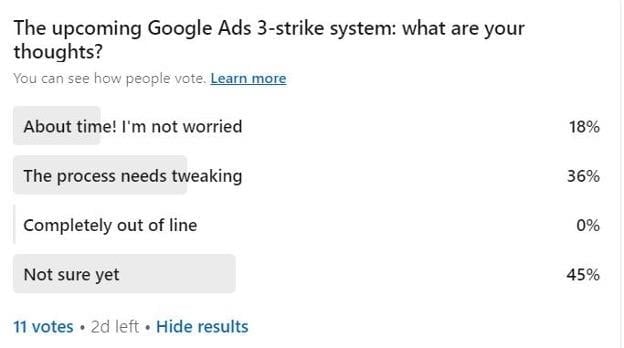 The upcoming Google Ads 3-strike system: what are your
thoughts?
You can see how people vote. Learn more
About time! I'm not worried 18%
The process needs tweaking 36%
Completely out of line 0%
Not sure yet 45%
11 votes • 2d left • Hide results